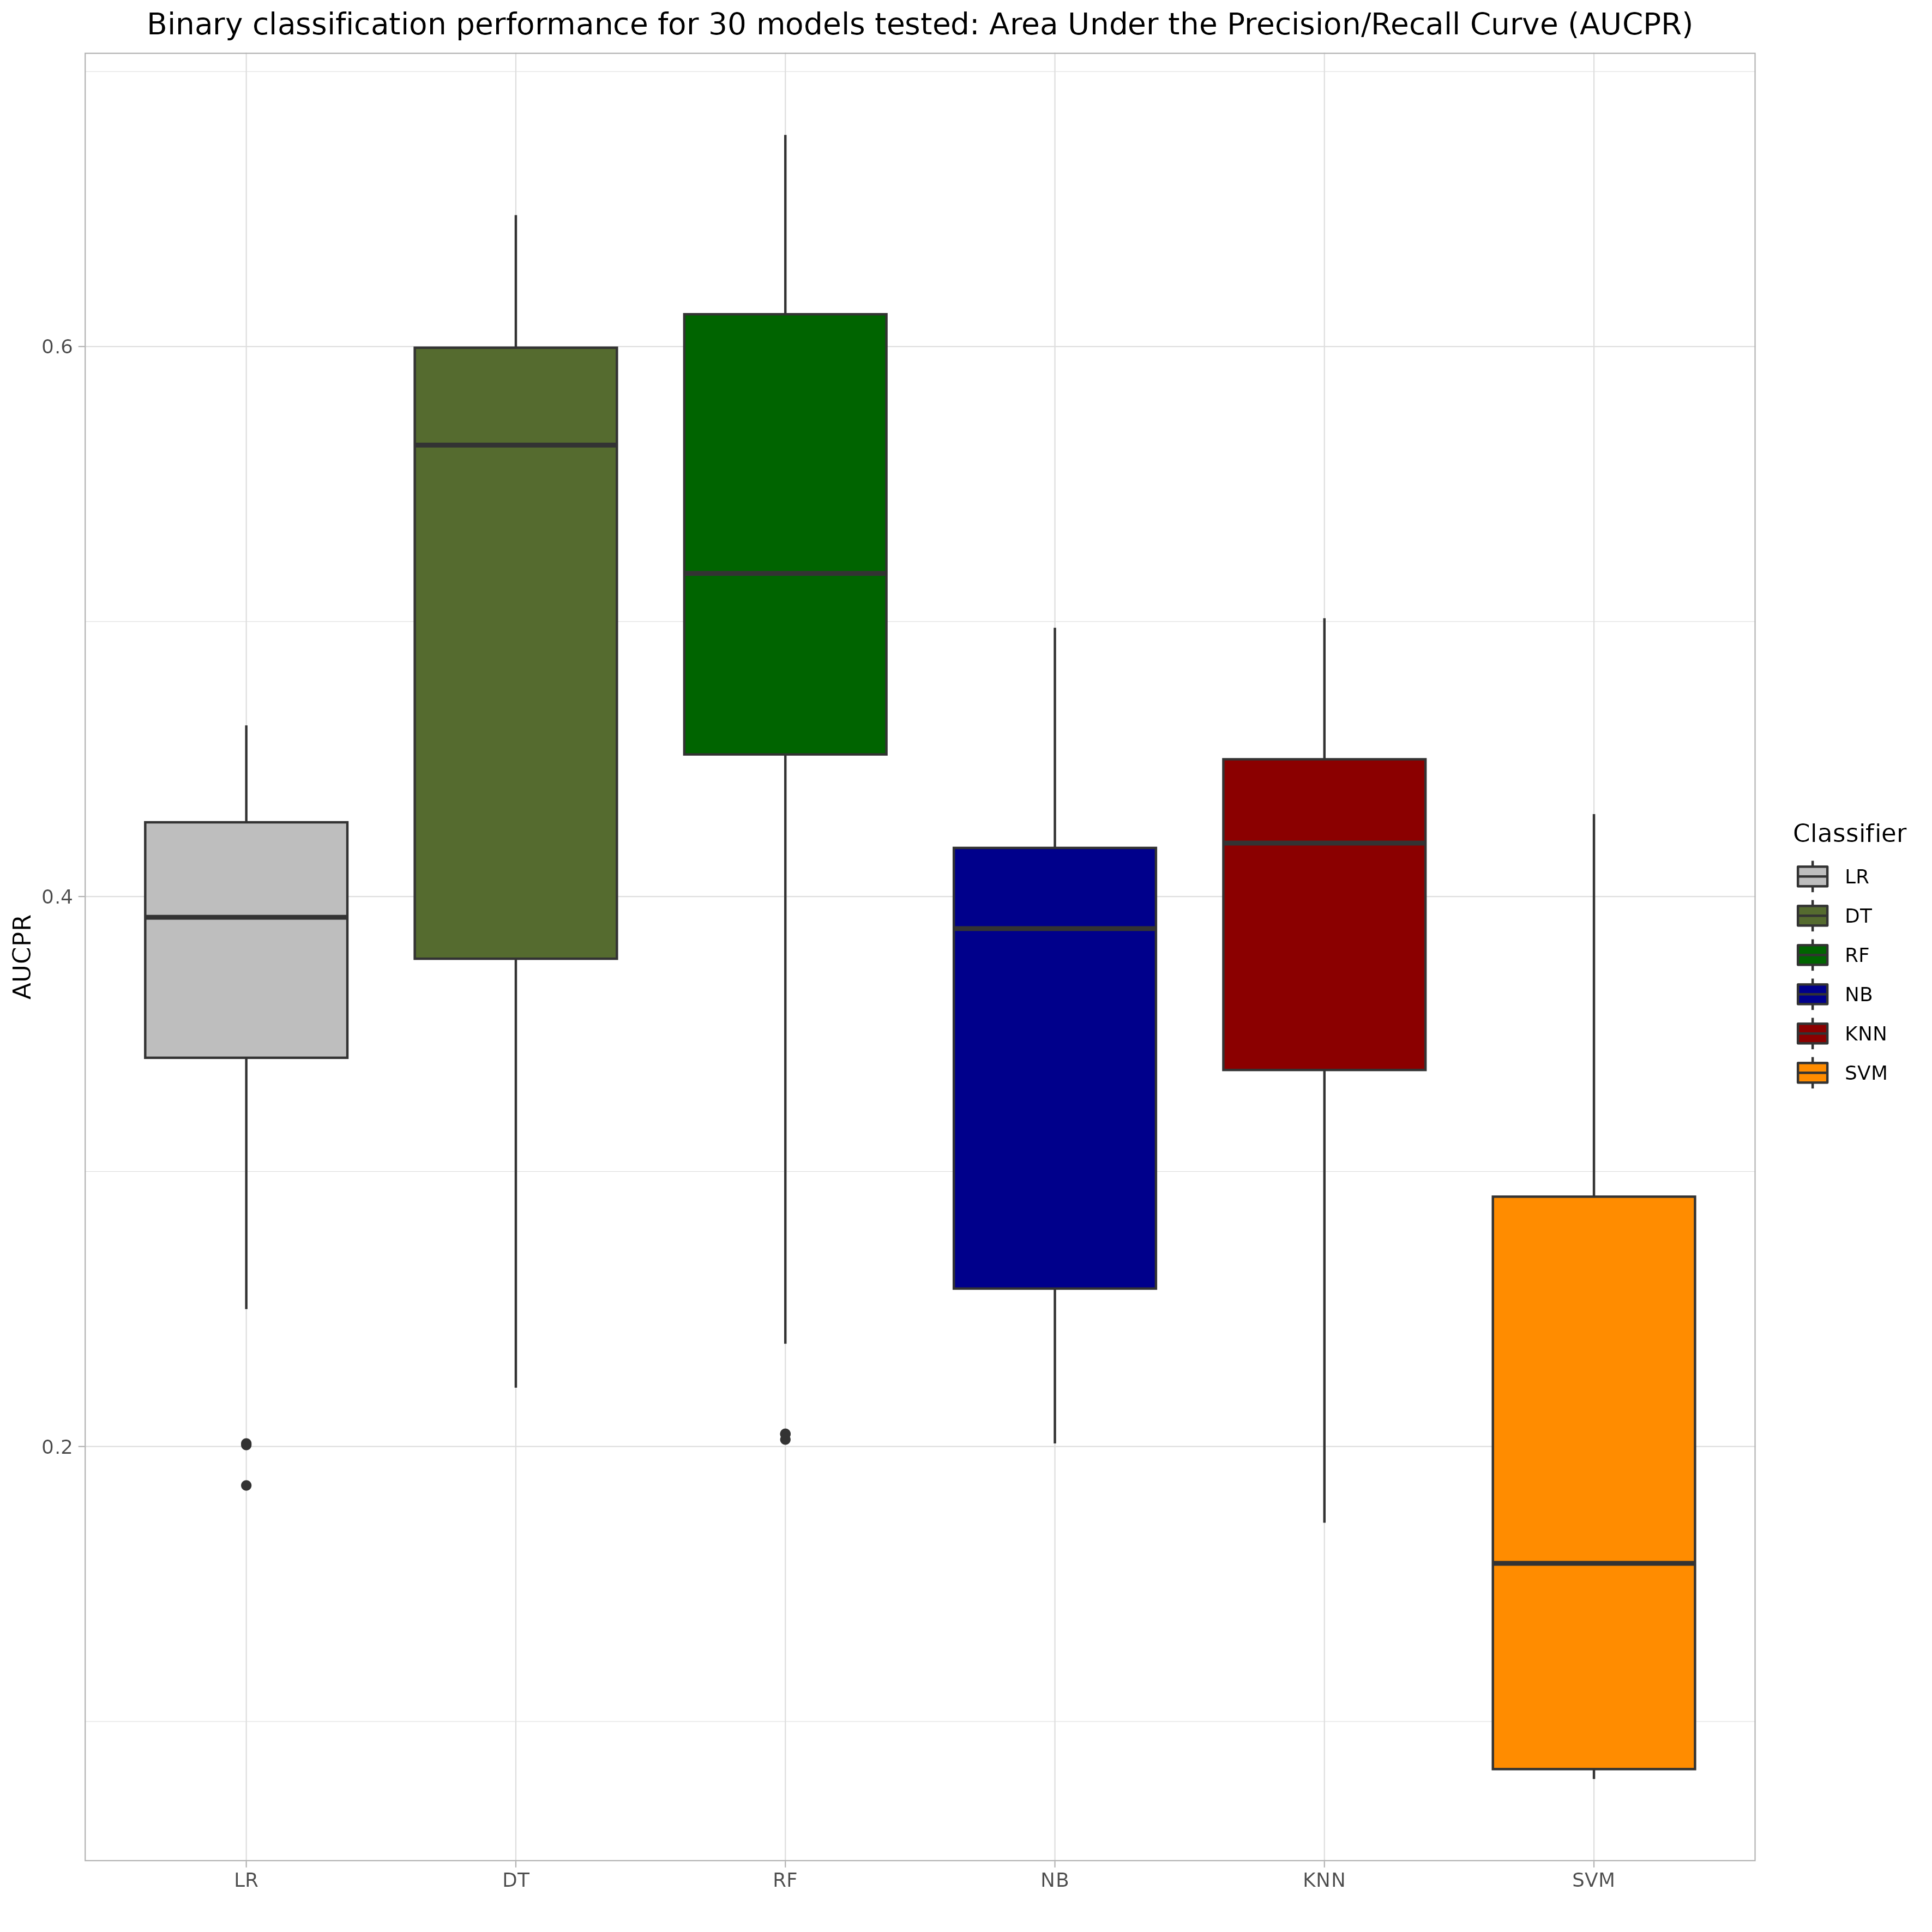 Binary classification performance for 30 models tested: Area Under the Precision/Recall Curve (AUCPR)
AUCPR
0.6
0.4
0.2
LR DT RF NB KNN SVM
Classifier
LR
DT
RF
NB
KNN
SVM